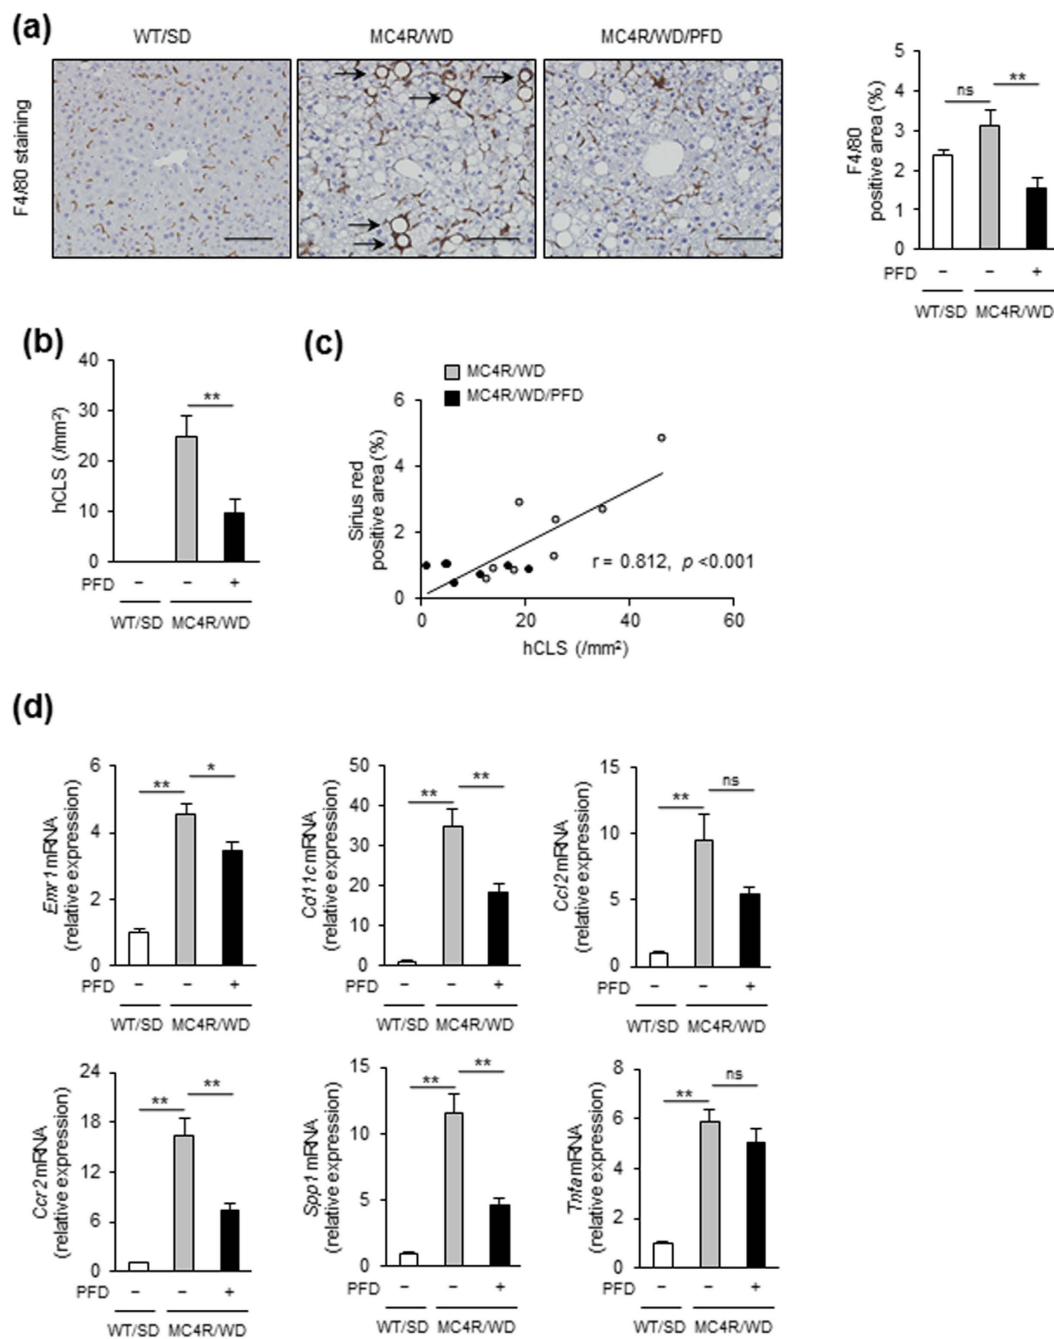 (a)
WT/SD
MC4R/WD
MC4R/WD/PFD
F4/80 staining
F4/80
positive area (%)
5
4
3
2
1
0
ns
**
PFD
−
−
+
WT/SD
MC4R/WD
(b)
hCLS (/mm²)
40
30
20
10
0
**
PFD
−
−
+
WT/SD
MC4R/WD
(c)
MC4R/WD
MC4R/WD/PFD
Sirius red
positive area (%)
6
4
2
0
r = 0.812, p <0.001
0
20
40
60
hCLS (/mm²)
(d)
Emr1 mRNA
(relative expression)
6
4
2
0
**
*
PFD
−
−
+
WT/SD
MC4R/WD
Cd11c mRNA
(relative expression)
50
40
30
20
10
0
**
**
PFD
−
−
+
WT/SD
MC4R/WD
Ccl2 mRNA
(relative expression)
15
10
5
0
**
ns
PFD
−
−
+
WT/SD
MC4R/WD
Ccr2 mRNA
(relative expression)
24
18
12
6
0
**
**
PFD
−
−
+
WT/SD
MC4R/WD
Spp1 mRNA
(relative expression)
15
10
5
0
**
**
PFD
−
−
+
WT/SD
MC4R/WD
Tnfa mRNA
(relative expression)
8
6
4
2
0
**
ns
PFD
−
−
+
WT/SD
MC4R/WD